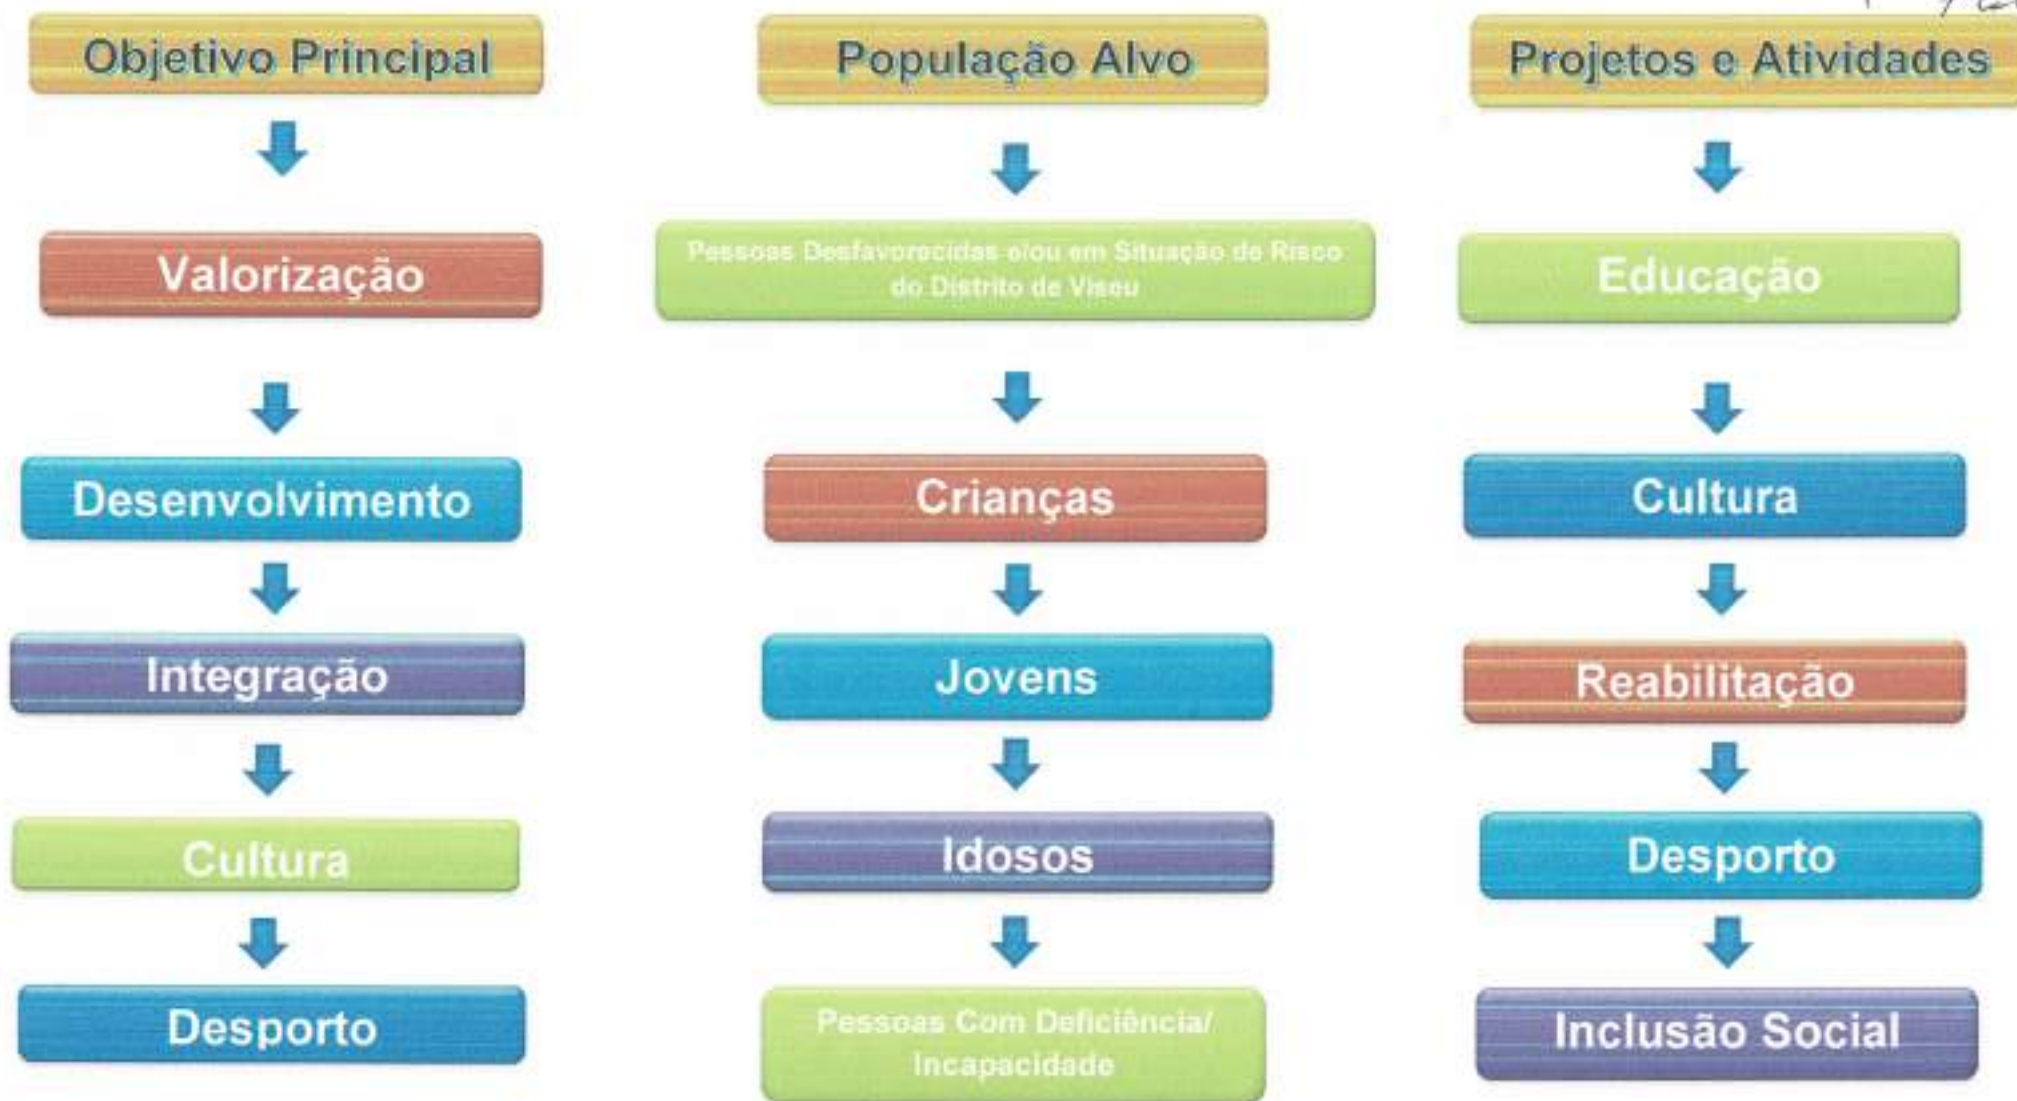 Objetivo Principal
Valorização
Desenvolvimento
Integração
Cultura
Desporto
População Alvo
Pessoas Desfavorecidas e/ou em Situação de Risco
do Distrito de Viseu
Crianças
Jovens
Idosos
Pessoas Com Deficiência/
Incapacidade
Projetos e Atividades
Educação
Cultura
Reabilitação
Desporto
Inclusão Social